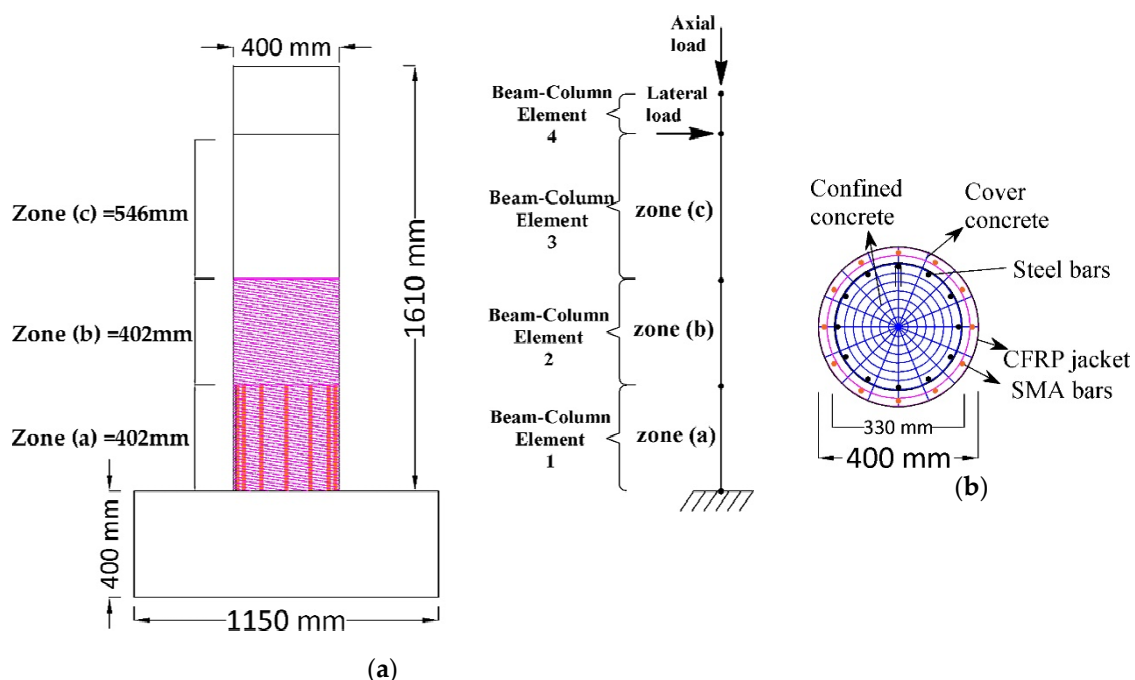 400 mm
Zone (c) =546mm
Zone (b) =402mm
Zone (a) =402mm
1610 mm
400 mm
1150 mm
(a)
Axial
load
Beam-Column
Element
4
Lateral
load
Beam-Column
Element
3
zone (c)
Beam-Column
Element
2
zone (b)
Beam-Column
Element
1
zone (a)
Confined
concrete
Cover
concrete
Steel bars
CFRP jacket
SMA bars
330 mm
400 mm
(b)